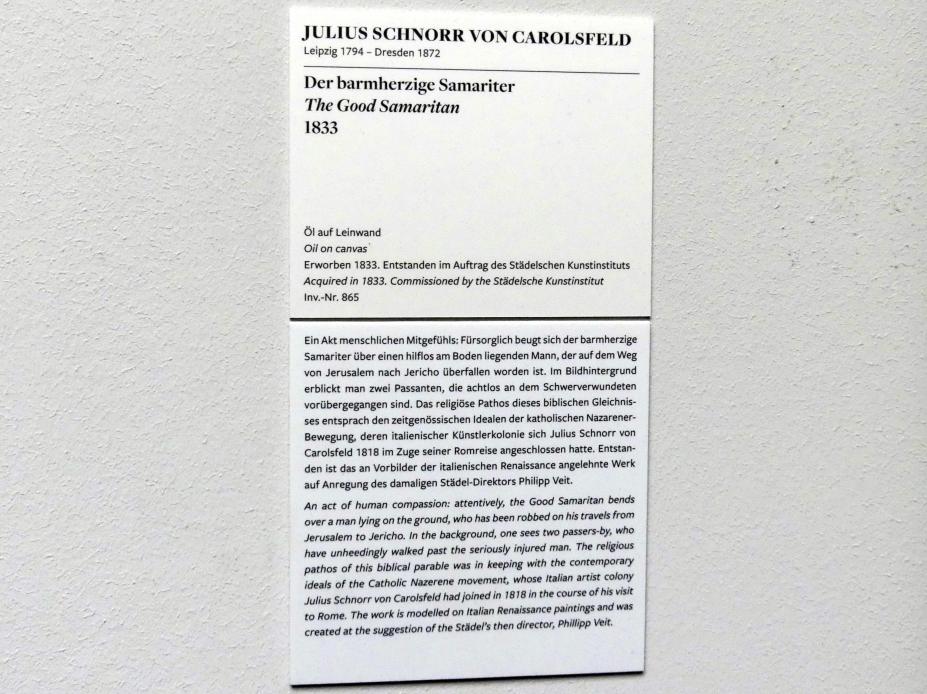 JULIUS SCHNORR VON CAROLSFELD
Leipzig 1794 – Dresden 1872
Der barmherzige Samariter
The Good Samaritan
1833
Öl auf Leinwand
Oil on canvas
Erworben 1833. Entstanden im Auftrag des Städelschen Kunstinstituts
Acquired in 1833. Commissioned by the Städelsche Kunstinstitut
Inv.-Nr. 865
Ein Akt menschlichen Mitgefühls: Fürsorglich beugt sich der barmherzige
Samariter über einen hilflos am Boden liegenden Mann, der auf dem Weg
von Jerusalem nach Jericho überfallen worden ist. Im Bildhintergrund
erblickt man zwei Passanten, die achtlos an dem Schwerverwundeten
vorübergegangen sind. Das religiöse Pathos dieses biblischen Gleichnis-
ses entsprach den zeitgenössischen Idealen der katholischen Nazarener-
Bewegung, deren italienischer Künstlerkolonie sich Julius Schnorr von
Carolsfeld 1818 im Zuge seiner Romreise angeschlossen hatte. Entstan-
den ist das an Vorbilder der italienischen Renaissance angelehnte Werk
auf Anregung des damaligen Städel-Direktors Philipp Veit.
An act of human compassion: attentively, the Good Samaritan bends
over a man lying on the ground, who has been robbed on his travels from
Jerusalem to Jericho. In the background, one sees two passers-by, who
have unheedingly walked past the seriously injured man. The religious
pathos of this biblical parable was in keeping with the contemporary
ideals of the Catholic Nazerene movement, whose Italian artist colony
Julius Schnorr von Carolsfeld had joined in 1818 in the course of his visit
to Rome. The work is modelled on Italian Renaissance paintings and was
created at the suggestion of the Städel's then director, Phillipp Veit.